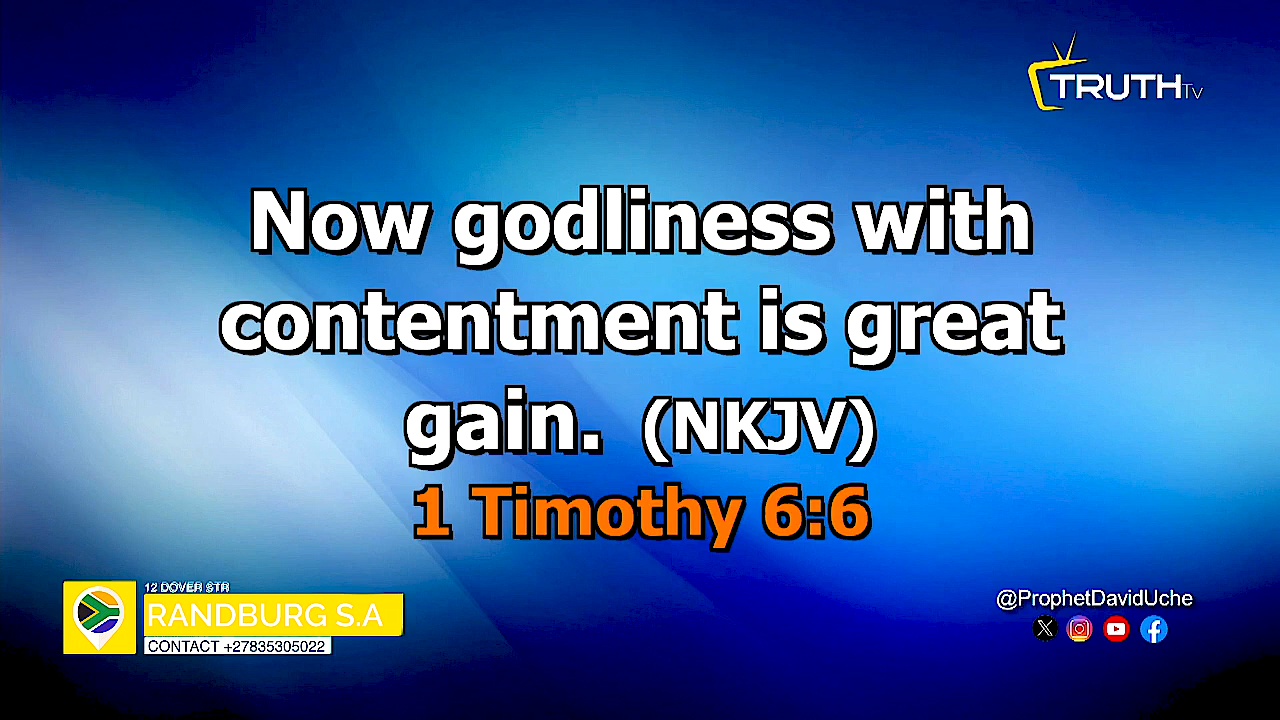 TRUTHTv
Now godliness with
contentment is great
gain. (NKJV)
1 Timothy 6:6
12 DOVER STR
RANDBURG S.A
CONTACT +27835305022
@ProphetDavidUche